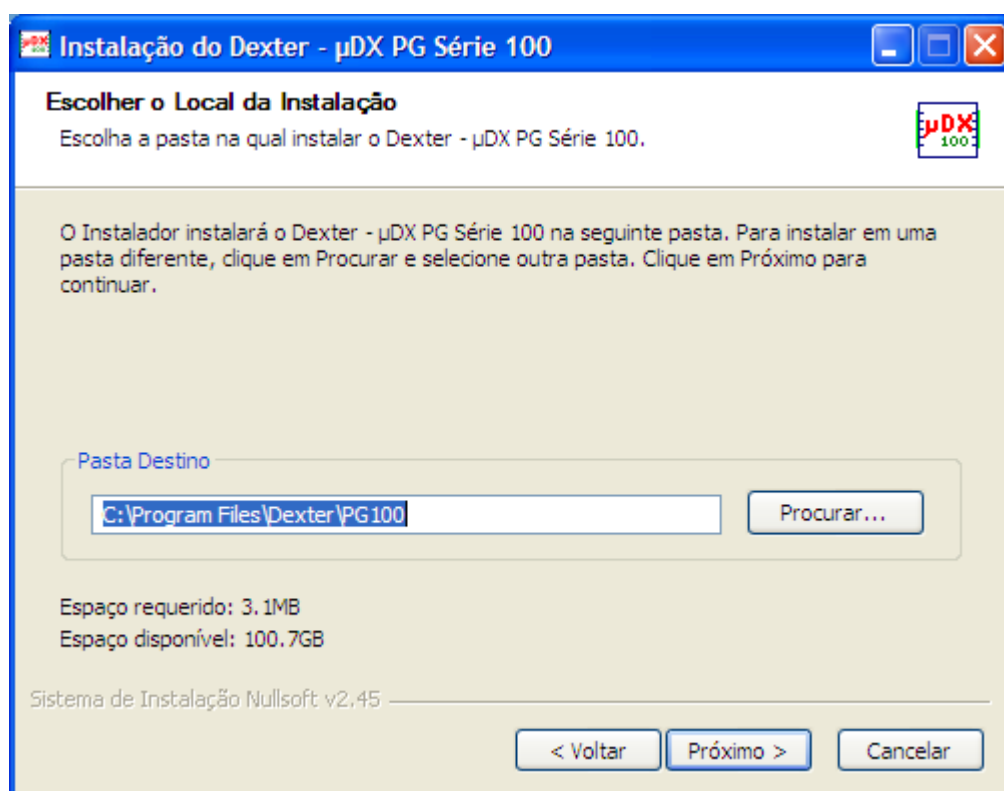 µDX 100 Instalação do Dexter - µDX PG Série 100
Escolher o Local da Instalação
Escolha a pasta na qual instalar o Dexter - µDX PG Série 100.
µDX
100
O Instalador instalará o Dexter - µDX PG Série 100 na seguinte pasta. Para instalar em uma
pasta diferente, clique em Procurar e selecione outra pasta. Clique em Próximo para
continuar.
Pasta Destino
C:\Program Files\Dexter\PG100
Procurar...
Espaço requerido: 3.1MB
Espaço disponível: 100.7GB
Sistema de Instalação Nullsoft v2.45
< Voltar
Próximo >
Cancelar